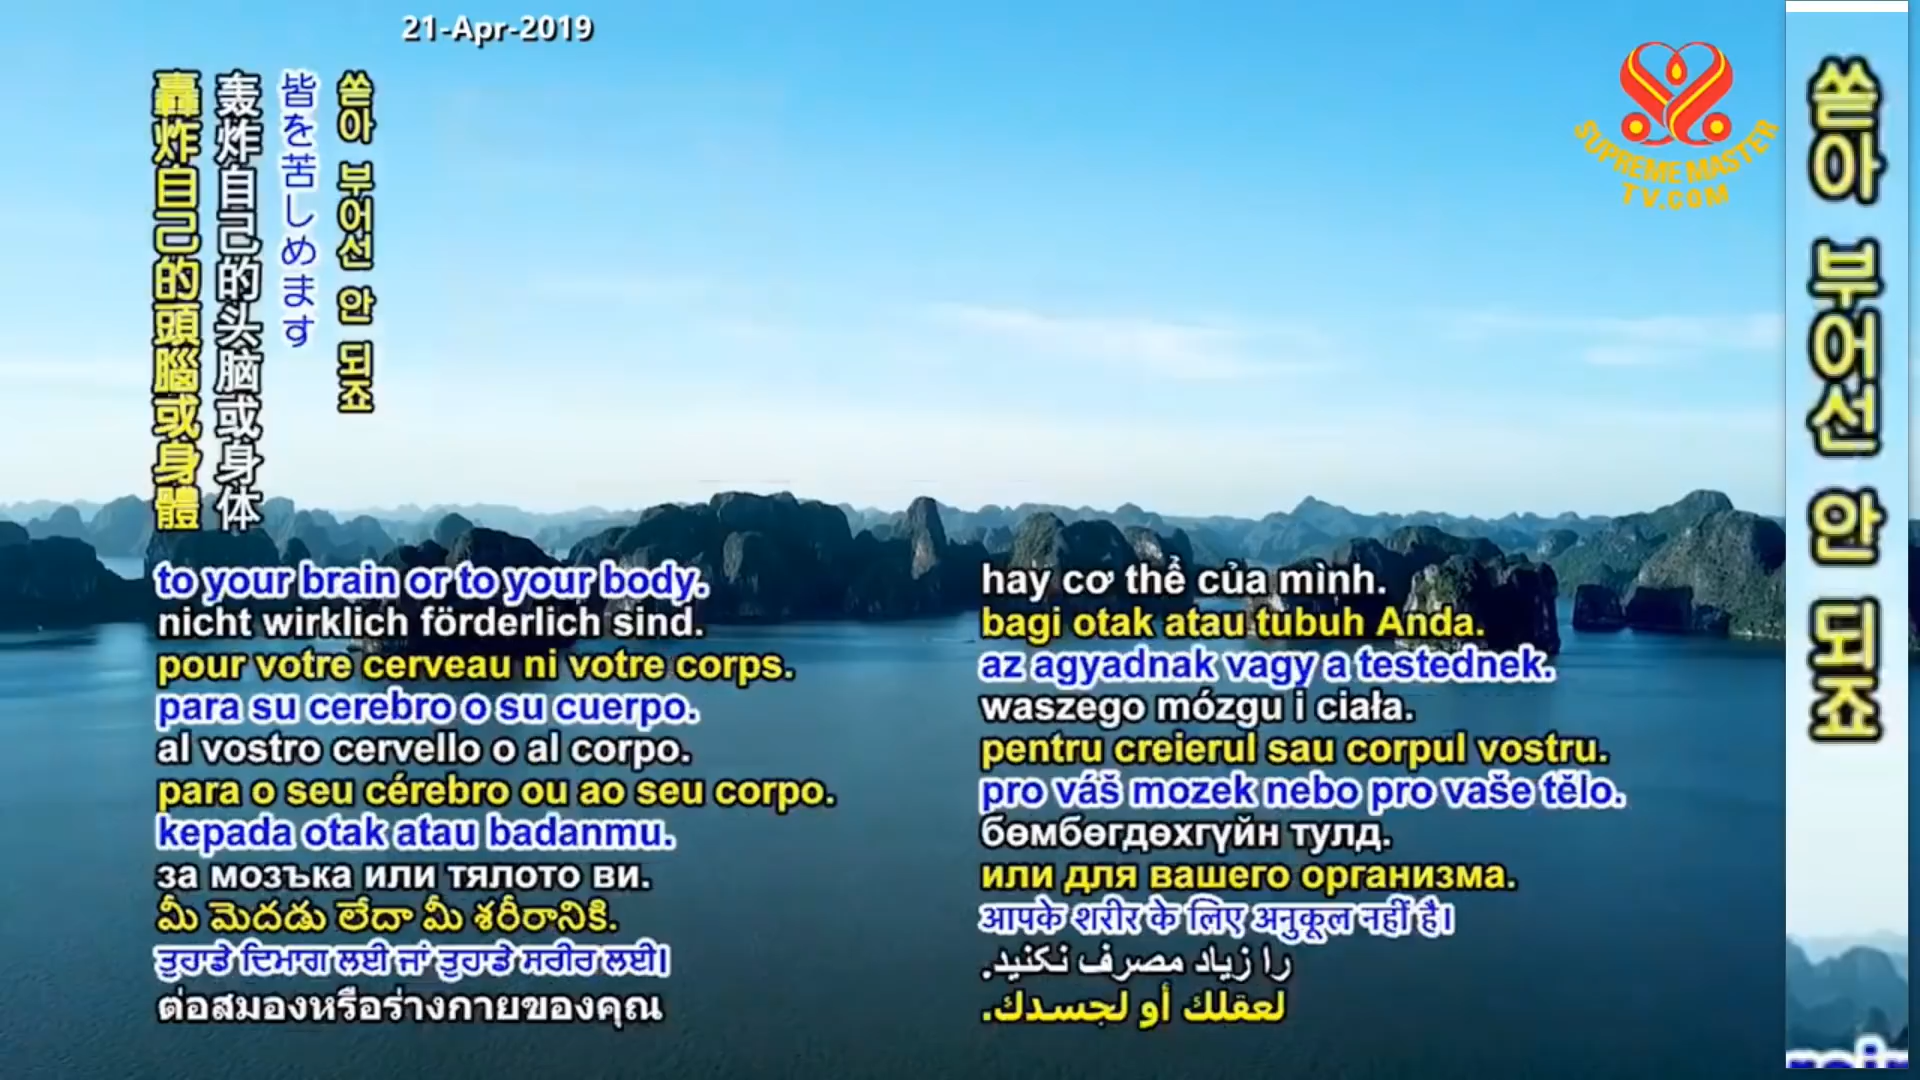 21-Apr-2019
轟炸自己的頭腦或身體
轰炸自己的头脑或身体
皆を苦しめます
쏟아 부어선 안 되죠
SUPREME MASTER
TV.COM
쏟아 부어선 안 되죠
to your brain or to your body.
nicht wirklich förderlich sind.
pour votre cerveau ni votre corps.
para su cerebro o su cuerpo.
al vostro cervello o al corpo.
para o seu cérebro ou ao seu corpo.
kepada otak atau badanmu.
за мозъка или тялото ви.
మీ మెదడు లేదా మీ శరీరానికి.
ਤੁਹਾਡੇ ਦਿਮਾਗ ਲਈ ਜਾਂ ਤੁਹਾਡੇ ਸਰੀਰ ਲਈ।
ต่อสมองหรือร่างกายของคุณ
hay cơ thể của mình.
bagi otak atau tubuh Anda.
az agyadnak vagy a testednek.
waszego mózgu i ciała.
pentru creierul sau corpul vostru.
pro váš mozek nebo pro vaše tělo.
бөмбөгдөхгүйн тулд.
или для вашего организма.
आपके शरीर के लिए अनुकूल नहीं है।
را زیاد مصرف نکنید.
لعقلك أو لجسدك.